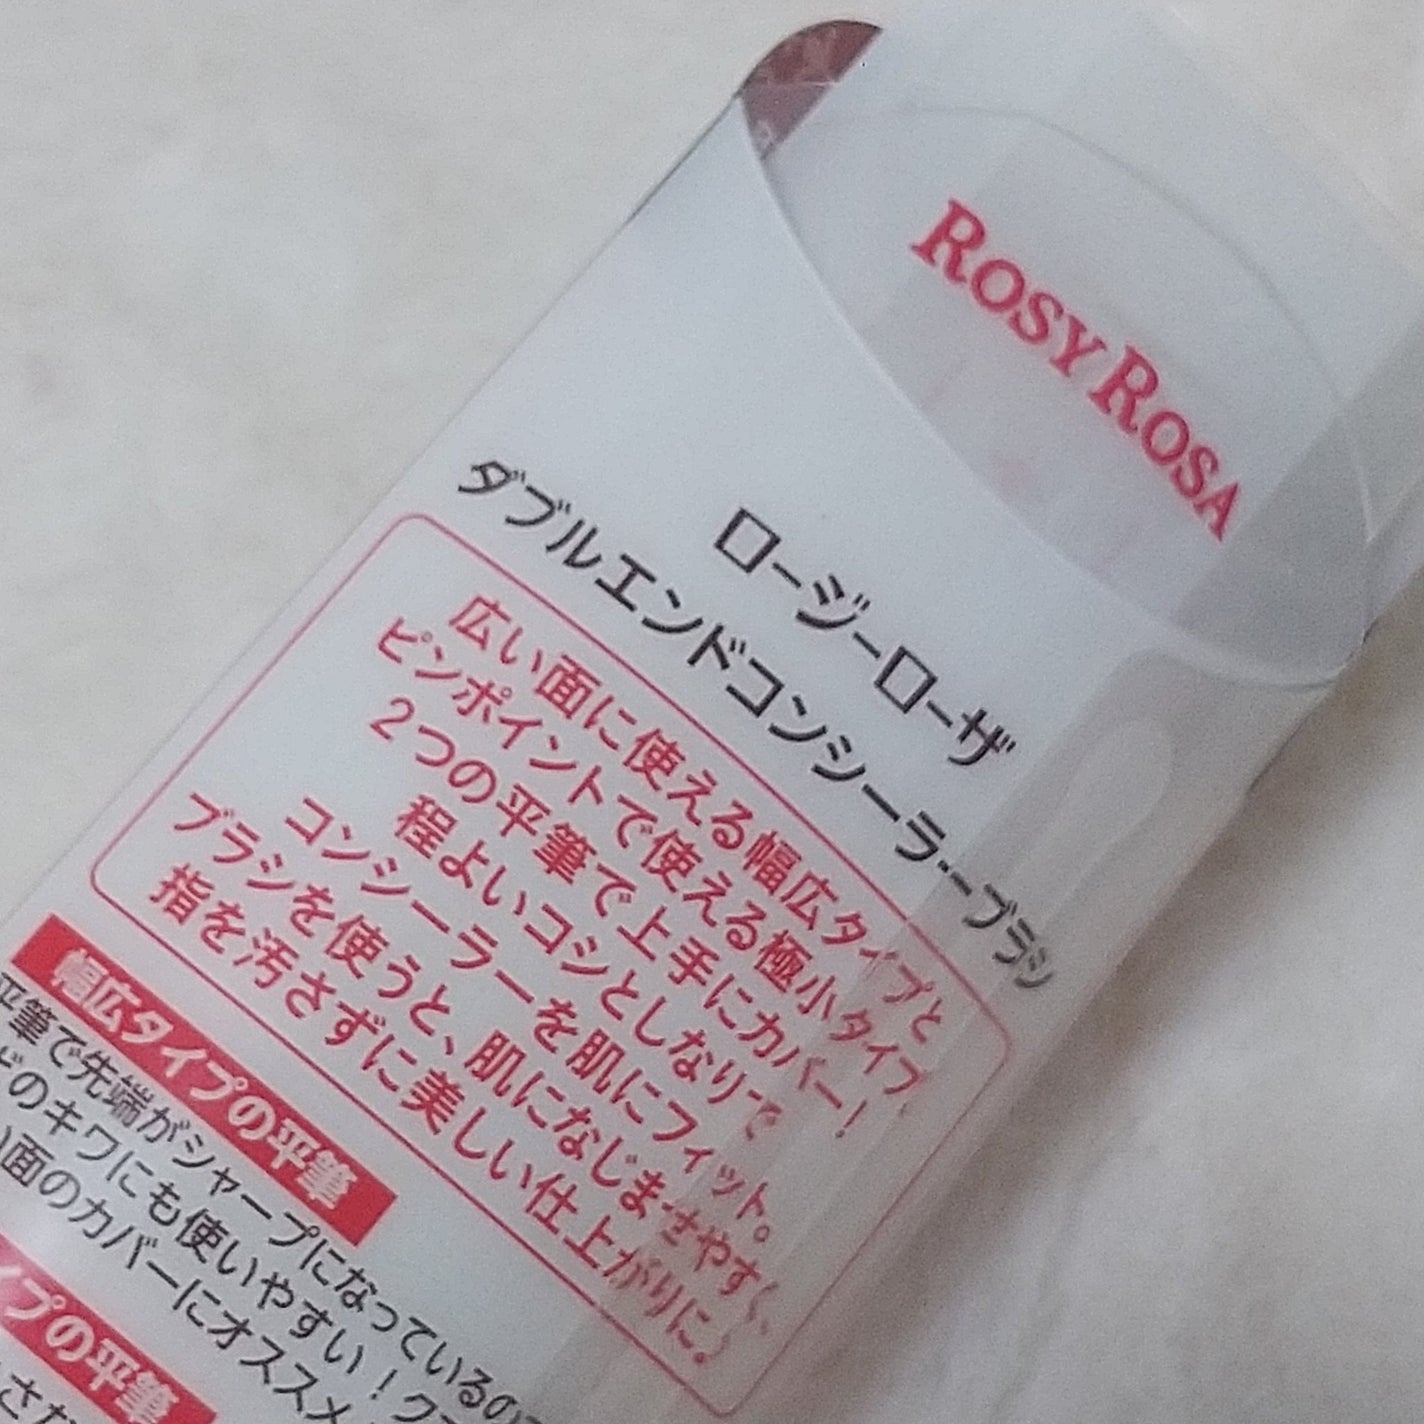 ROSY ROSA
ロージーローザ
ダブルエンドコンシーラーブラシ
広い面に使える幅広タイプと
ピンポイントで使える極小タイプ、
2つの平筆で上手にカバー!
程よいコシとしなりで
コンシーラーを肌にフィット。
ブラシを使うと、肌になじませやすく、
指を汚さずに美しい仕上がりに♪
幅広タイプの平筆
平筆で先端がシャープになっているの
のキワにも使いやすい!ク
面のカバーにオススメ
イプの平筆
さな